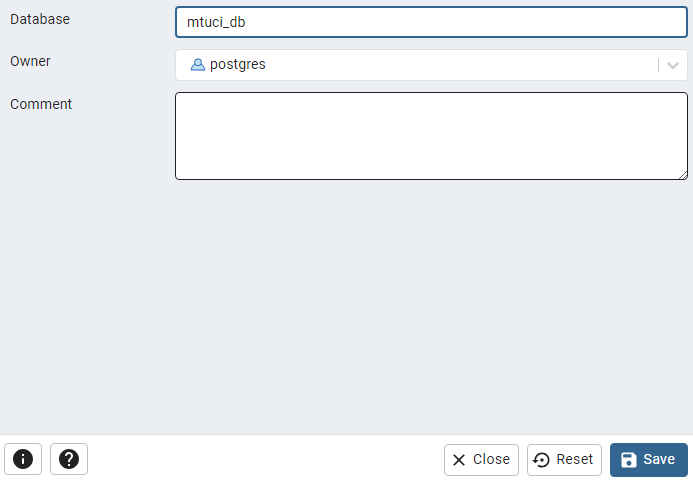 Database
mtuci_db
Owner
postgres
Comment
Close
Reset
Save